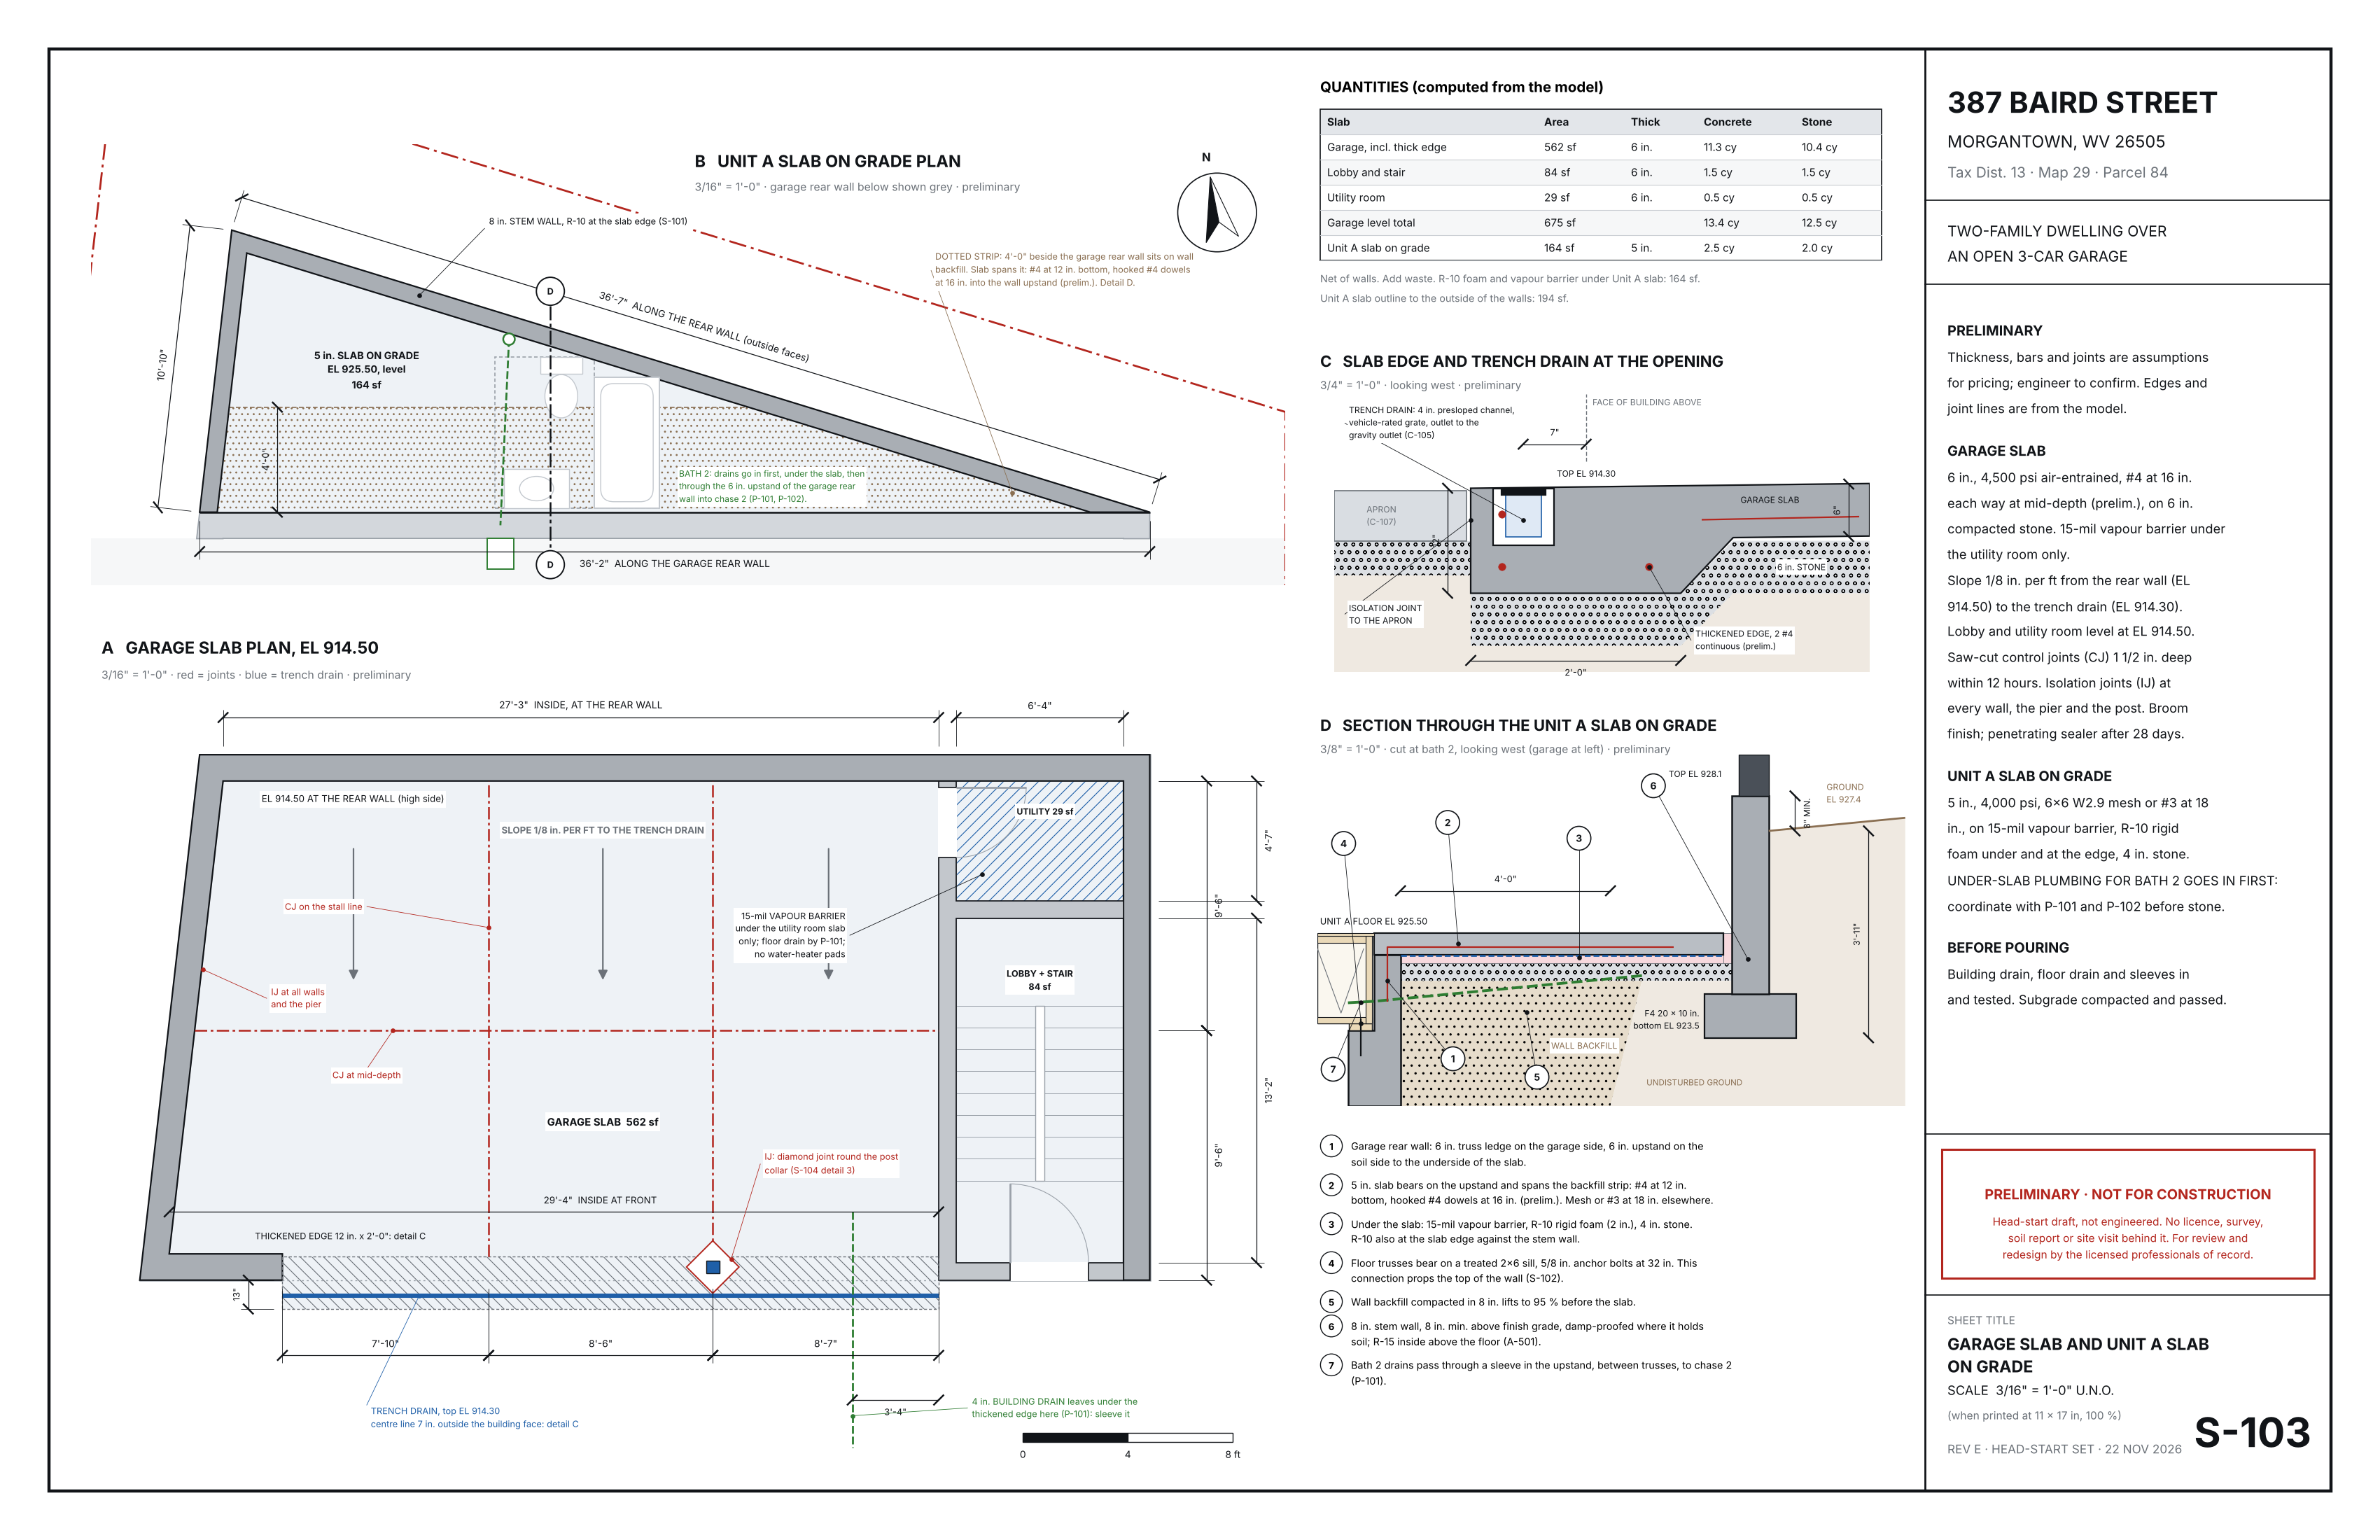 B UNIT A SLAB ON GRADE PLAN
3/16" = 1'-0" · garage rear wall below shown grey · preliminary
N
8 in. STEM WALL, R-10 at the slab edge (S-101)
DOTTED STRIP: 4'-0" beside the garage rear wall sits on wall
backfill. Slab spans it: #4 at 12 in. bottom, hooked #4 dowels
at 16 in. into the wall upstand (prelim.). Detail D.
D
36'-7" ALONG THE REAR WALL (outside faces)
10'-10"
5 in. SLAB ON GRADE
EL 925.50, level
164 sf
4'-0"
BATH 2: drains go in first, under the slab, then
through the 6 in. upstand of the garage rear
wall into chase 2 (P-101, P-102).
D
36'-2" ALONG THE GARAGE REAR WALL
A GARAGE SLAB PLAN, EL 914.50
3/16" = 1'-0" · red = joints · blue = trench drain · preliminary
27'-3" INSIDE, AT THE REAR WALL
6'-4"
EL 914.50 AT THE REAR WALL (high side)
SLOPE 1/8 in. PER FT TO THE TRENCH DRAIN
UTILITY 29 sf
4'-7"
9'-6"
CJ on the stall line
15-mil VAPOUR BARRIER
under the utility room slab
only; floor drain by P-101;
no water-heater pads
LOBBY + STAIR
84 sf
IJ at all walls
and the pier
CJ at mid-depth
13'-2"
GARAGE SLAB 562 sf
IJ: diamond joint round the post
collar (S-104 detail 3)
9'-6"
29'-4" INSIDE AT FRONT
THICKENED EDGE 12 in. x 2'-0": detail C
13"
7'-10"
8'-6"
8'-7"
TRENCH DRAIN, top EL 914.30
centre line 7 in. outside the building face: detail C
3'-4"
4 in. BUILDING DRAIN leaves under the
thickened edge here (P-101): sleeve it
0 4 8 ft
QUANTITIES (computed from the model)
Slab Area Thick Concrete Stone
Garage, incl. thick edge 562 sf 6 in. 11.3 cy 10.4 cy
Lobby and stair 84 sf 6 in. 1.5 cy 1.5 cy
Utility room 29 sf 6 in. 0.5 cy 0.5 cy
Garage level total 675 sf 13.4 cy 12.5 cy
Unit A slab on grade 164 sf 5 in. 2.5 cy 2.0 cy
Net of walls. Add waste. R-10 foam and vapour barrier under Unit A slab: 164 sf.
Unit A slab outline to the outside of the walls: 194 sf.
C SLAB EDGE AND TRENCH DRAIN AT THE OPENING
3/4" = 1'-0" · looking west · preliminary
TRENCH DRAIN: 4 in. presloped channel,
vehicle-rated grate, outlet to the
gravity outlet (C-105)
FACE OF BUILDING ABOVE
7"
TOP EL 914.30
GARAGE SLAB
APRON
(C-107)
6"
6 in. STONE
ISOLATION JOINT
TO THE APRON
THICKENED EDGE, 2 #4
continuous (prelim.)
2'-0"
D SECTION THROUGH THE UNIT A SLAB ON GRADE
3/8" = 1'-0" · cut at bath 2, looking west (garage at left) · preliminary
6
TOP EL 928.1
GROUND
EL 927.4
8" MIN.
2
3
4
4'-0"
UNIT A FLOOR EL 925.50
3'-11"
F4 20 × 10 in.
bottom EL 923.5
WALL BACKFILL
7
1
5
UNDISTURBED GROUND
1 Garage rear wall: 6 in. truss ledge on the garage side, 6 in. upstand on the
soil side to the underside of the slab.
2 5 in. slab bears on the upstand and spans the backfill strip: #4 at 12 in.
bottom, hooked #4 dowels at 16 in. (prelim.). Mesh or #3 at 18 in. elsewhere.
3 Under the slab: 15-mil vapour barrier, R-10 rigid foam (2 in.), 4 in. stone.
R-10 also at the slab edge against the stem wall.
4 Floor trusses bear on a treated 2×6 sill, 5/8 in. anchor bolts at 32 in. This
connection props the top of the wall (S-102).
5 Wall backfill compacted in 8 in. lifts to 95 % before the slab.
6 8 in. stem wall, 8 in. min. above finish grade, damp-proofed where it holds
soil; R-15 inside above the floor (A-501).
7 Bath 2 drains pass through a sleeve in the upstand, between trusses, to chase 2
(P-101).
387 BAIRD STREET
MORGANTOWN, WV 26505
Tax Dist. 13 · Map 29 · Parcel 84
TWO-FAMILY DWELLING OVER
AN OPEN 3-CAR GARAGE
PRELIMINARY
Thickness, bars and joints are assumptions
for pricing; engineer to confirm. Edges and
joint lines are from the model.
GARAGE SLAB
6 in., 4,500 psi air-entrained, #4 at 16 in.
each way at mid-depth (prelim.), on 6 in.
compacted stone. 15-mil vapour barrier under
the utility room only.
Slope 1/8 in. per ft from the rear wall (EL
914.50) to the trench drain (EL 914.30).
Lobby and utility room level at EL 914.50.
Saw-cut control joints (CJ) 1 1/2 in. deep
within 12 hours. Isolation joints (IJ) at
every wall, the pier and the post. Broom
finish; penetrating sealer after 28 days.
UNIT A SLAB ON GRADE
5 in., 4,000 psi, 6×6 W2.9 mesh or #3 at 18
in., on 15-mil vapour barrier, R-10 rigid
foam under and at the edge, 4 in. stone.
UNDER-SLAB PLUMBING FOR BATH 2 GOES IN FIRST:
coordinate with P-101 and P-102 before stone.
BEFORE POURING
Building drain, floor drain and sleeves in
and tested. Subgrade compacted and passed.
PRELIMINARY · NOT FOR CONSTRUCTION
Head-start draft, not engineered. No licence, survey,
soil report or site visit behind it. For review and
redesign by the licensed professionals of record.
SHEET TITLE
GARAGE SLAB AND UNIT A SLAB
ON GRADE
SCALE 3/16" = 1'-0" U.N.O.
(when printed at 11 × 17 in, 100 %)
REV E · HEAD-START SET · 22 NOV 2026
S-103